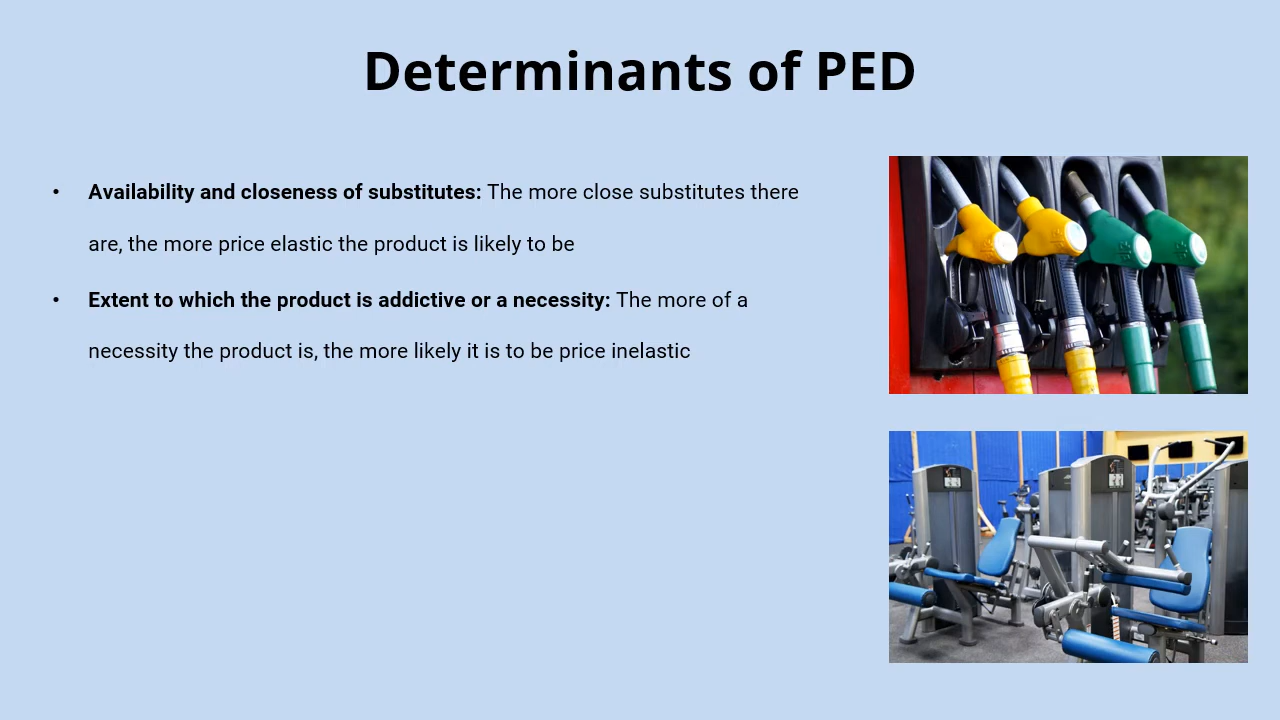 Determinants of PED
• Availability and closeness of substitutes: The more close substitutes there
are, the more price elastic the product is likely to be
• Extent to which the product is addictive or a necessity: The more of a
necessity the product is, the more likely it is to be price inelastic